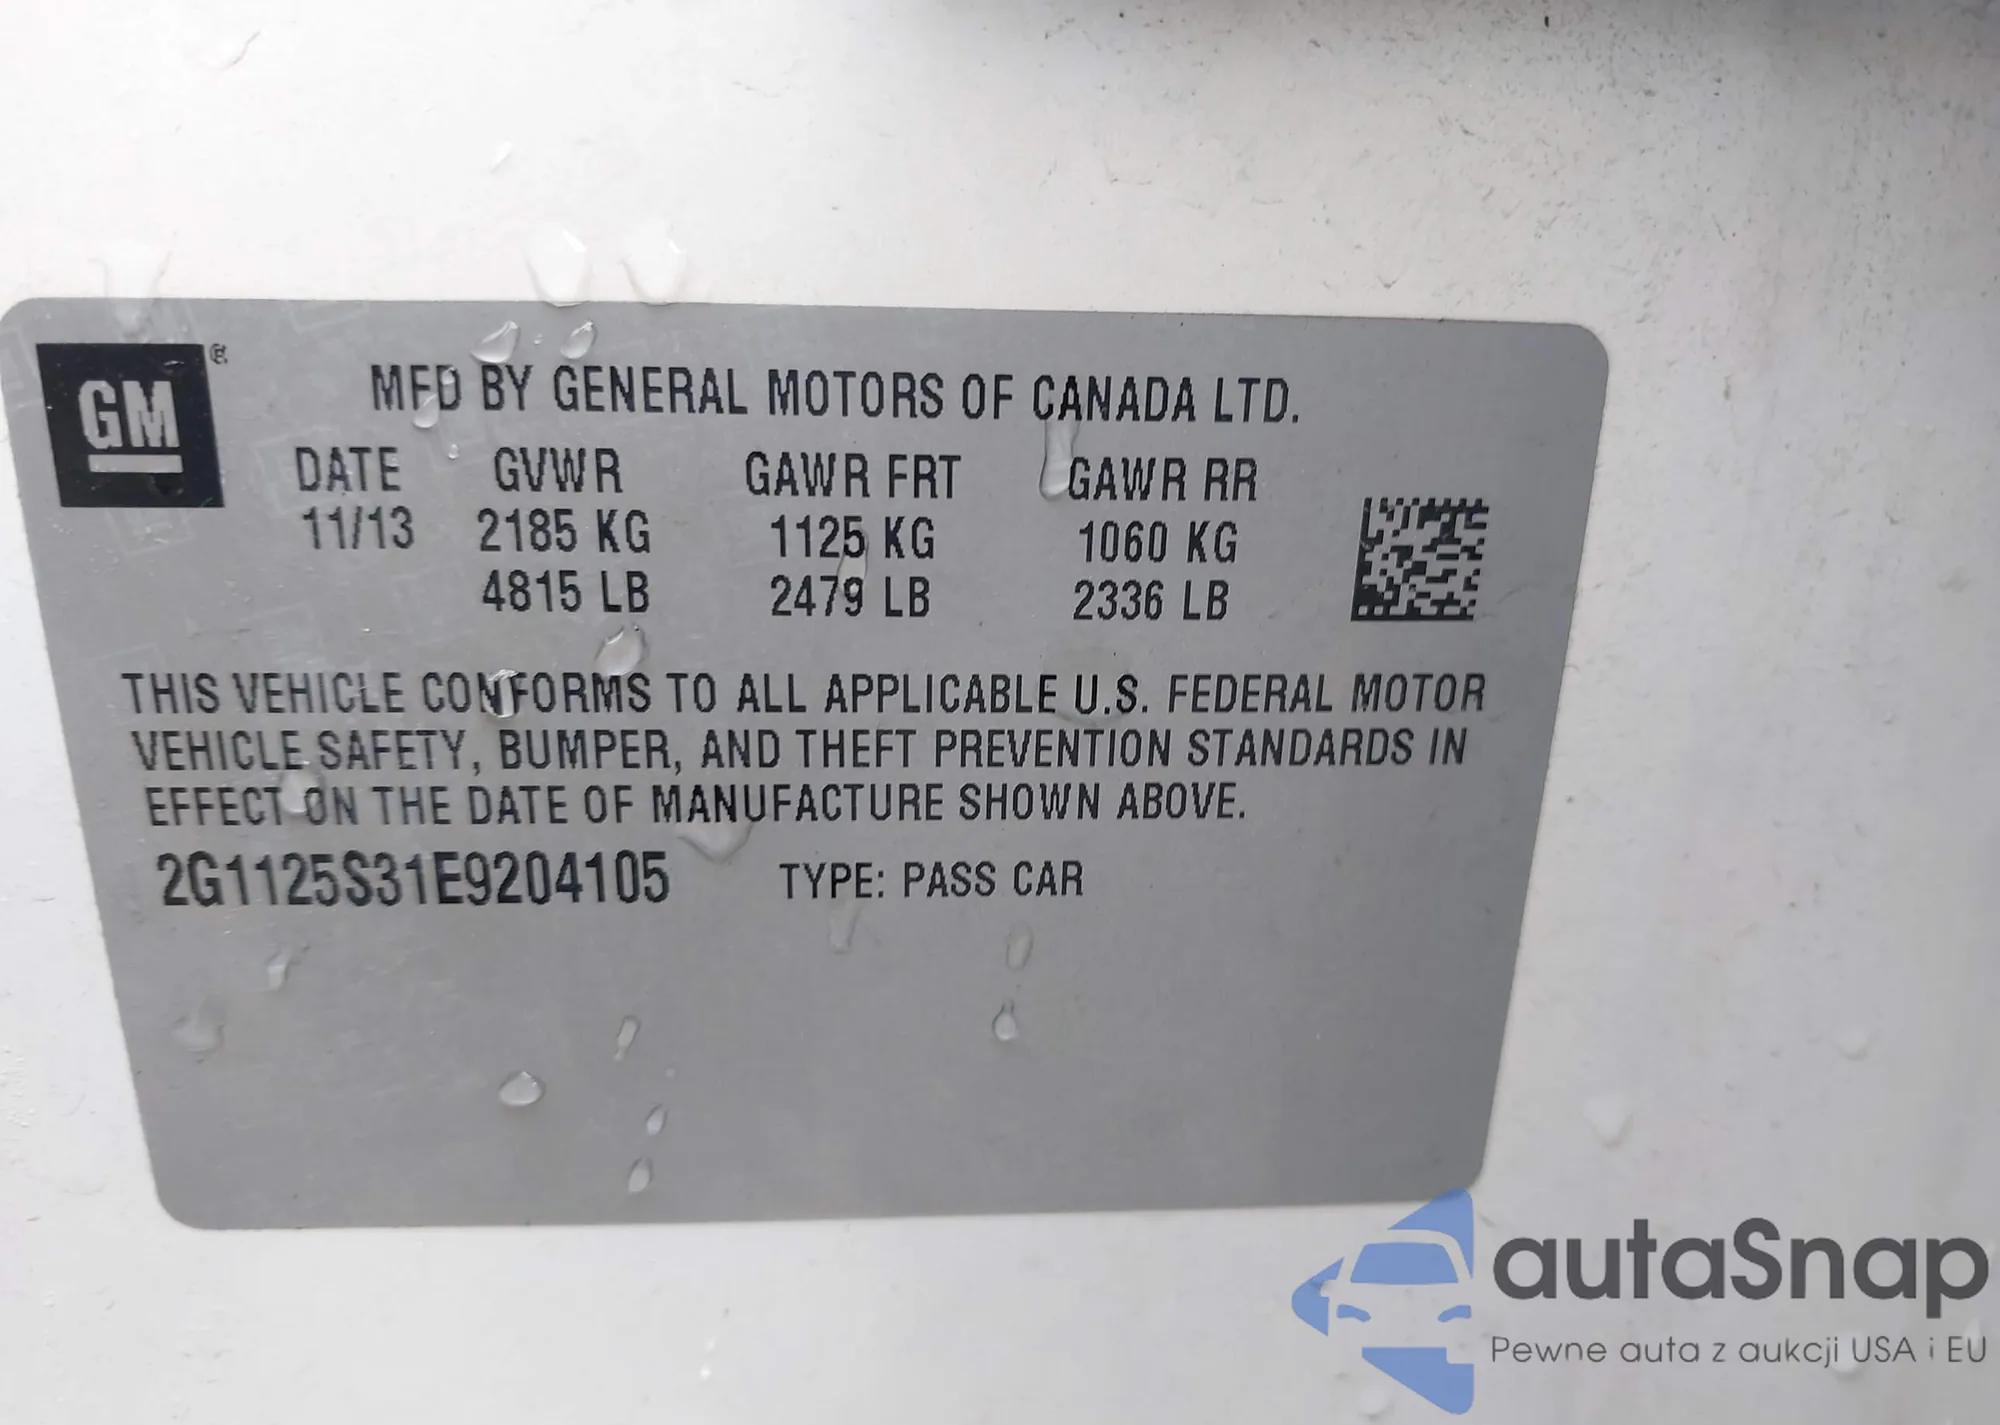 GM ®
MFD BY GENERAL MOTORS OF CANADA LTD.
DATE GVWR GAWR FRT GAWR RR
11/13 2185 KG 1125 KG 1060 KG
4815 LB 2479 LB 2336 LB
THIS VEHICLE CONFORMS TO ALL APPLICABLE U.S. FEDERAL MOTOR
VEHICLE SAFETY, BUMPER, AND THEFT PREVENTION STANDARDS IN
EFFECT ON THE DATE OF MANUFACTURE SHOWN ABOVE.
2G1125S31E9204105 TYPE: PASS CAR
autaSnap
Pewne auta z aukcji USA i EU